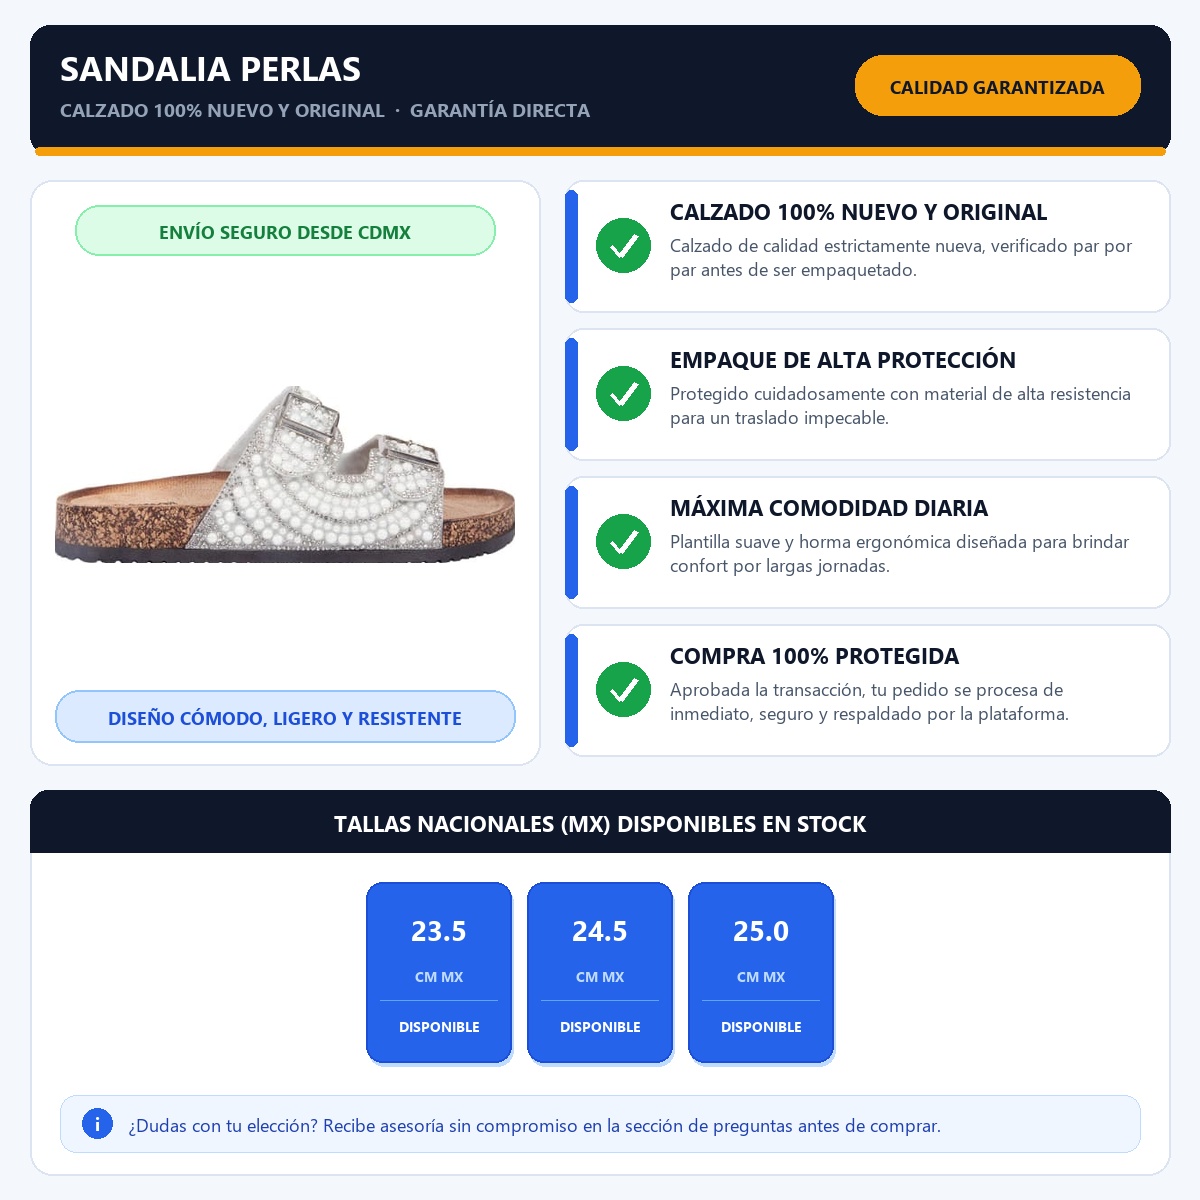 SANDALIA PERLAS
CALZADO 100% NUEVO Y ORIGINAL · GARANTÍA DIRECTA
CALIDAD GARANTIZADA
ENVÍO SEGURO DESDE CDMX
DISEÑO CÓMODO, LIGERO Y RESISTENTE
CALZADO 100% NUEVO Y ORIGINAL
Calzado de calidad estrictamente nueva, verificado par por
par antes de ser empaquetado.
EMPAQUE DE ALTA PROTECCIÓN
Protegido cuidadosamente con material de alta resistencia
para un traslado impecable.
MÁXIMA COMODIDAD DIARIA
Plantilla suave y horma ergonómica diseñada para brindar
confort por largas jornadas.
COMPRA 100% PROTEGIDA
Aprobada la transacción, tu pedido se procesa de
inmediato, seguro y respaldado por la plataforma.
TALLAS NACIONALES (MX) DISPONIBLES EN STOCK
23.5
CM MX
DISPONIBLE
24.5
CM MX
DISPONIBLE
25.0
CM MX
DISPONIBLE
¿Dudas con tu elección? Recibe asesoría sin compromiso en la sección de preguntas antes de comprar.